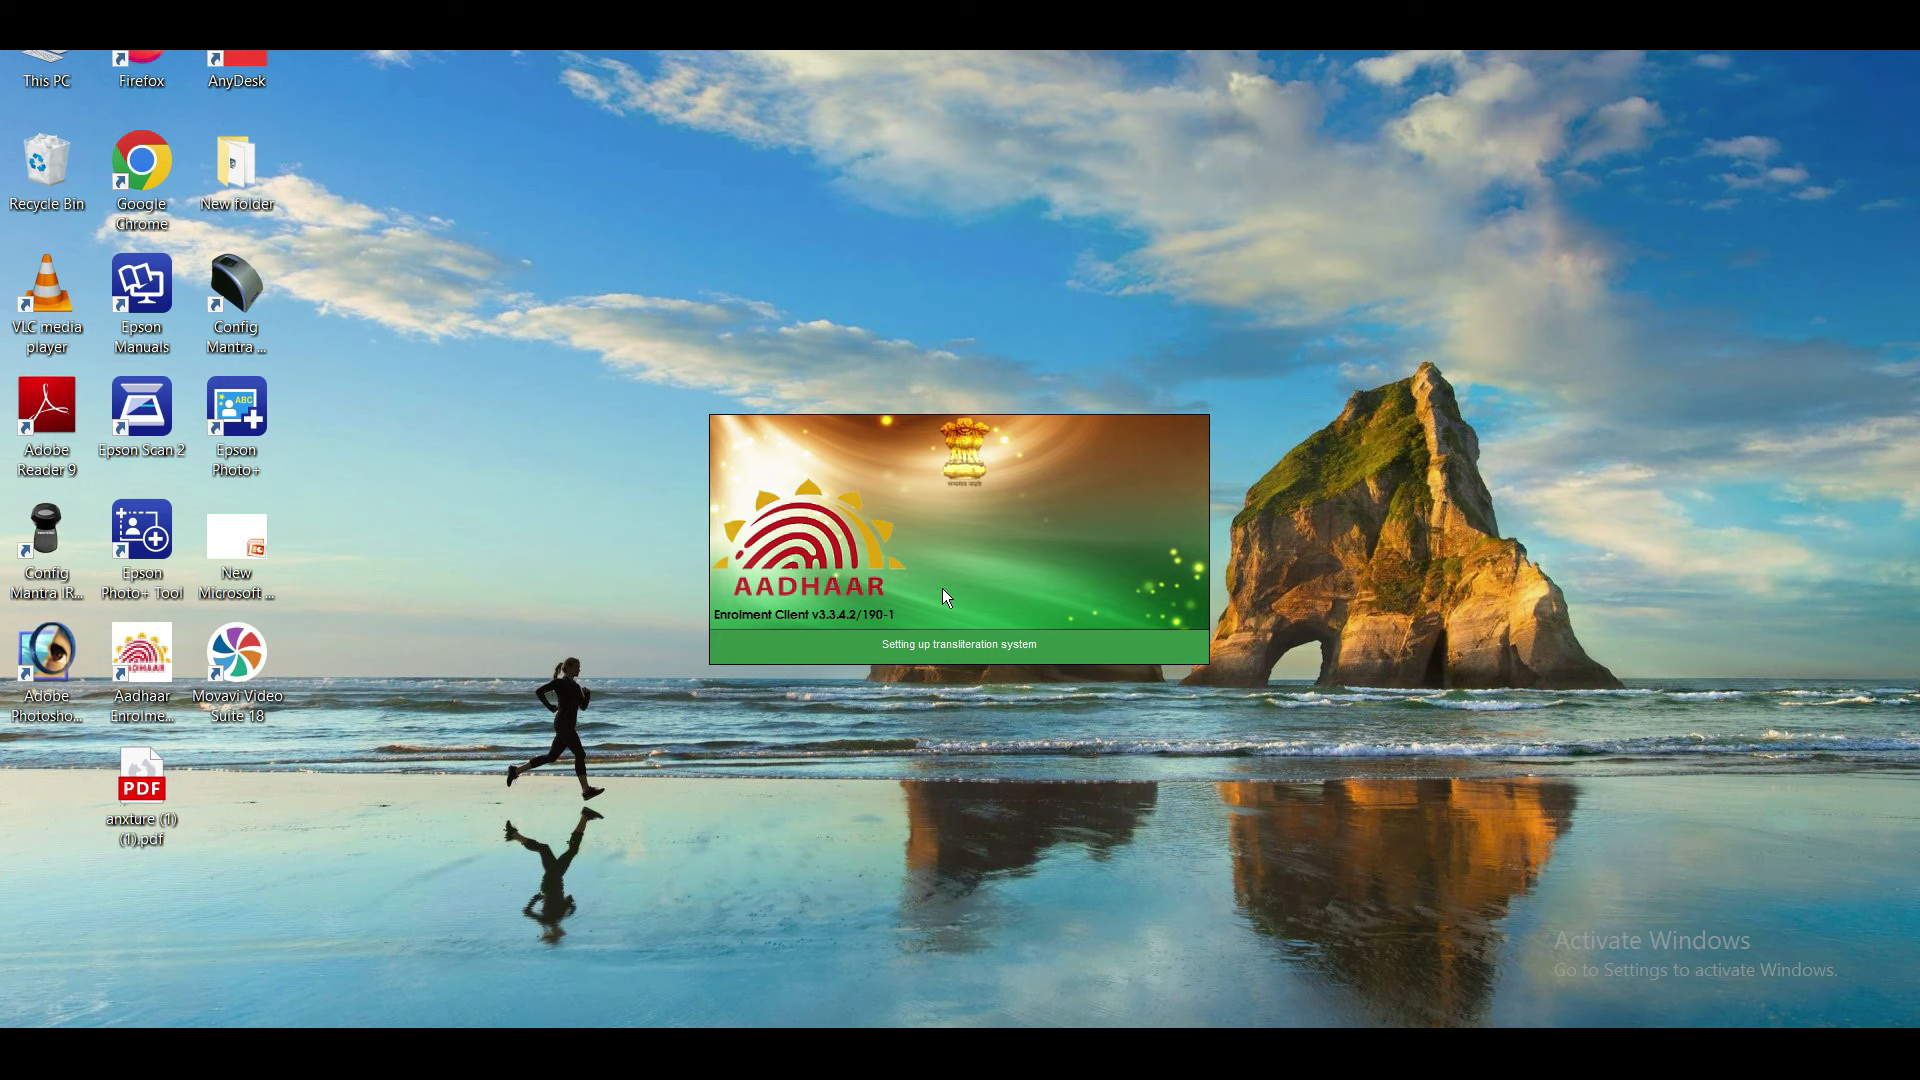 This PC
Firefox
AnyDesk
Recycle Bin
Google
Chrome
New folder
VLC media
player
Epson
Manuals
Config
Mantra ...
Adobe
Reader 9
Epson Scan 2
ABC
Epson
Photo+
Config
Mantra IR...
Epson
Photo+ Tool
New
Microsoft ...
Adobe
Photosho...
AADHAAR
Aadhaar
Enrolme...
Movavi Video
Suite 18
PDF
anxture (1)
(1).pdf
AADHAAR
Enrolment Client v3.3.4.2/190-1
Setting up transliteration system
Activate Windows
Go to Settings to activate Windows.